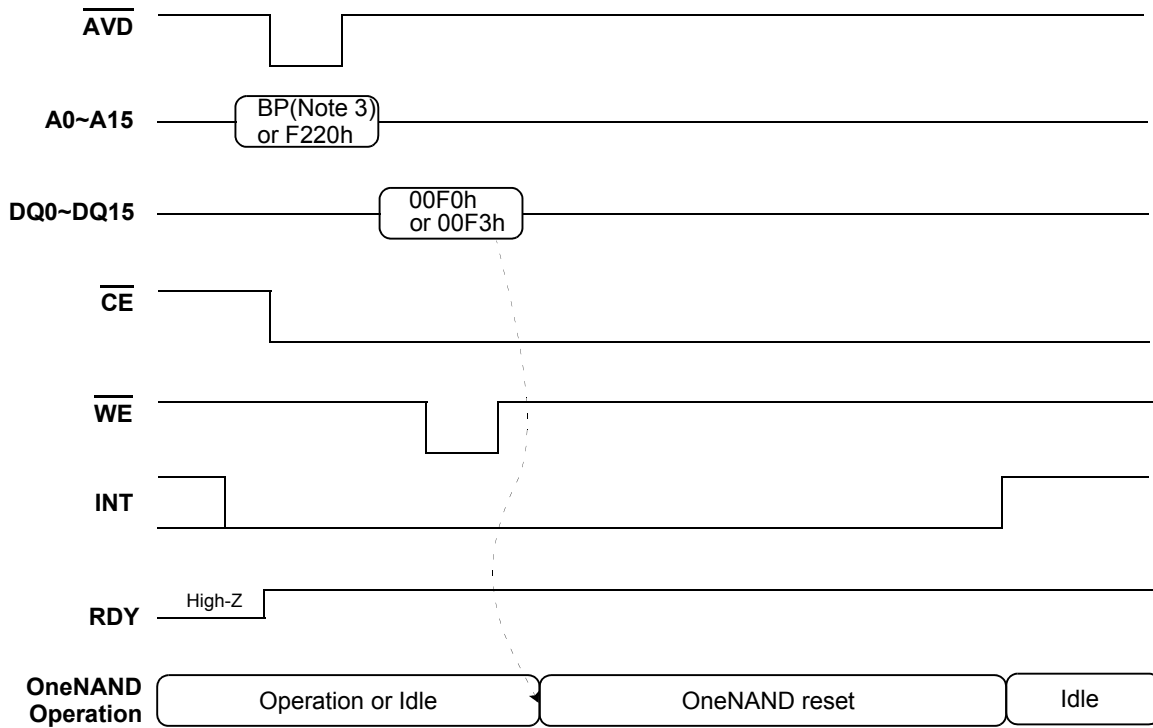 AVD
A0~A15
BP(Note 3)
or F220h
DQ0~DQ15
00F0h
or 00F3h
CE
WE
INT
High-Z
RDY
OneNAND
Operation
Operation or Idle
OneNAND reset
Idle